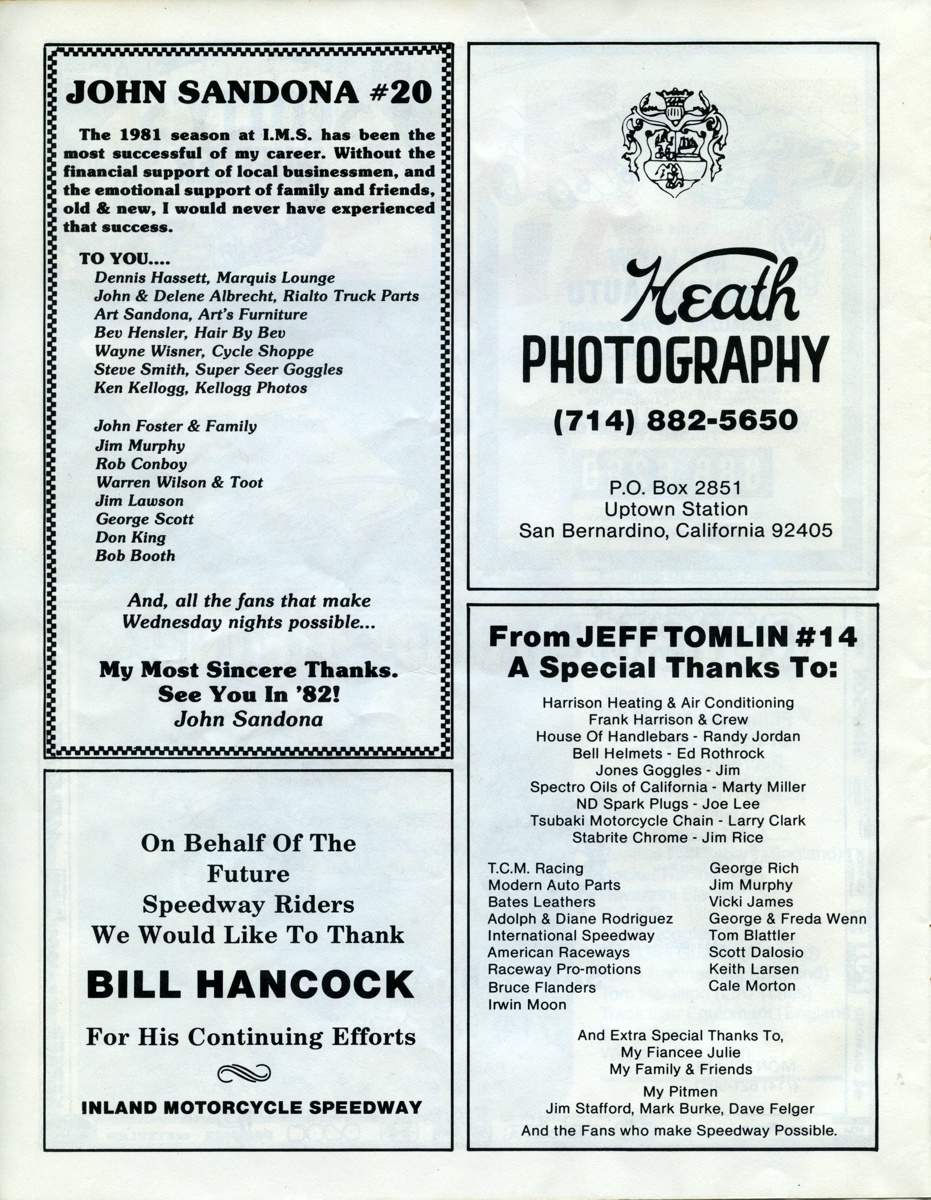 JOHN SANDONA #20
The 1981 season at I.M.S. has been the
most successful of my career. Without the
financial support of local businessmen, and
the emotional support of family and friends,
old & new, I would never have experienced
that success.
TO YOU....
Dennis Hassett, Marquis Lounge
John & Delene Albrecht, Rialto Truck Parts
Art Sandona, Art's Furniture
Bev Hensler, Hair By Bev
Wayne Wisner, Cycle Shoppe
Steve Smith, Super Seer Goggles
Ken Kellogg, Kellogg Photos
John Foster & Family
Jim Murphy
Rob Conboy
Warren Wilson & Toot
Jim Lawson
George Scott
Don King
Bob Booth
And, all the fans that make
Wednesday nights possible...
My Most Sincere Thanks.
See You In '82!
John Sandona
On Behalf Of The
Future
Speedway Riders
We Would Like To Thank
BILL HANCOCK
For His Continuing Efforts
INLAND MOTORCYCLE SPEEDWAY
Heath
PHOTOGRAPHY
(714) 882-5650
P.O. Box 2851
Uptown Station
San Bernardino, California 92405
From JEFF TOMLIN #14
A Special Thanks To:
Harrison Heating & Air Conditioning
Frank Harrison & Crew
House Of Handlebars - Randy Jordan
Bell Helmets - Ed Rothrock
Jones Goggles - Jim
Spectro Oils of California - Marty Miller
ND Spark Plugs - Joe Lee
Tsubaki Motorcycle Chain - Larry Clark
Stabrite Chrome - Jim Rice
T.C.M. Racing
Modern Auto Parts
Bates Leathers
Adolph & Diane Rodriguez
International Speedway
American Raceways
Raceway Pro-motions
Bruce Flanders
Irwin Moon
George Rich
Jim Murphy
Vicki James
George & Freda Wenn
Tom Blattler
Scott Dalosio
Keith Larsen
Cale Morton
And Extra Special Thanks To,
My Fiancee Julie
My Family & Friends
My Pitmen
Jim Stafford, Mark Burke, Dave Felger
And the Fans who make Speedway Possible.